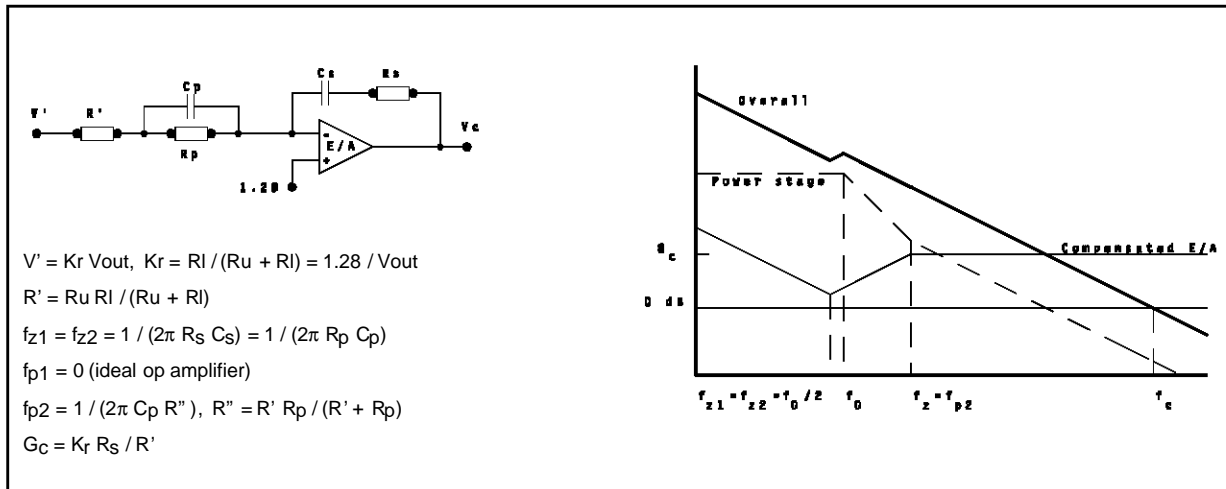 Cp
Cs
Rs
V'
R'
Rp
E/A
-
+
Vc
1.28
V' = Kr Vout, Kr = Rl / (Ru + Rl) = 1.28 / Vout
R' = Ru Rl / (Ru + Rl)
fz1 = fz2 = 1 / (2π Rs Cs) = 1 / (2π Rp Cp)
fp1 = 0 (ideal op amplifier)
fp2 = 1 / (2π Cp R”) , R” = R' Rp / (R' + Rp)
Gc = Kr Rs / R'
Overall
Power stage
Compensated E/A
0 dB
fz1=fz2=f0/2
f0
fz=fp2
fc